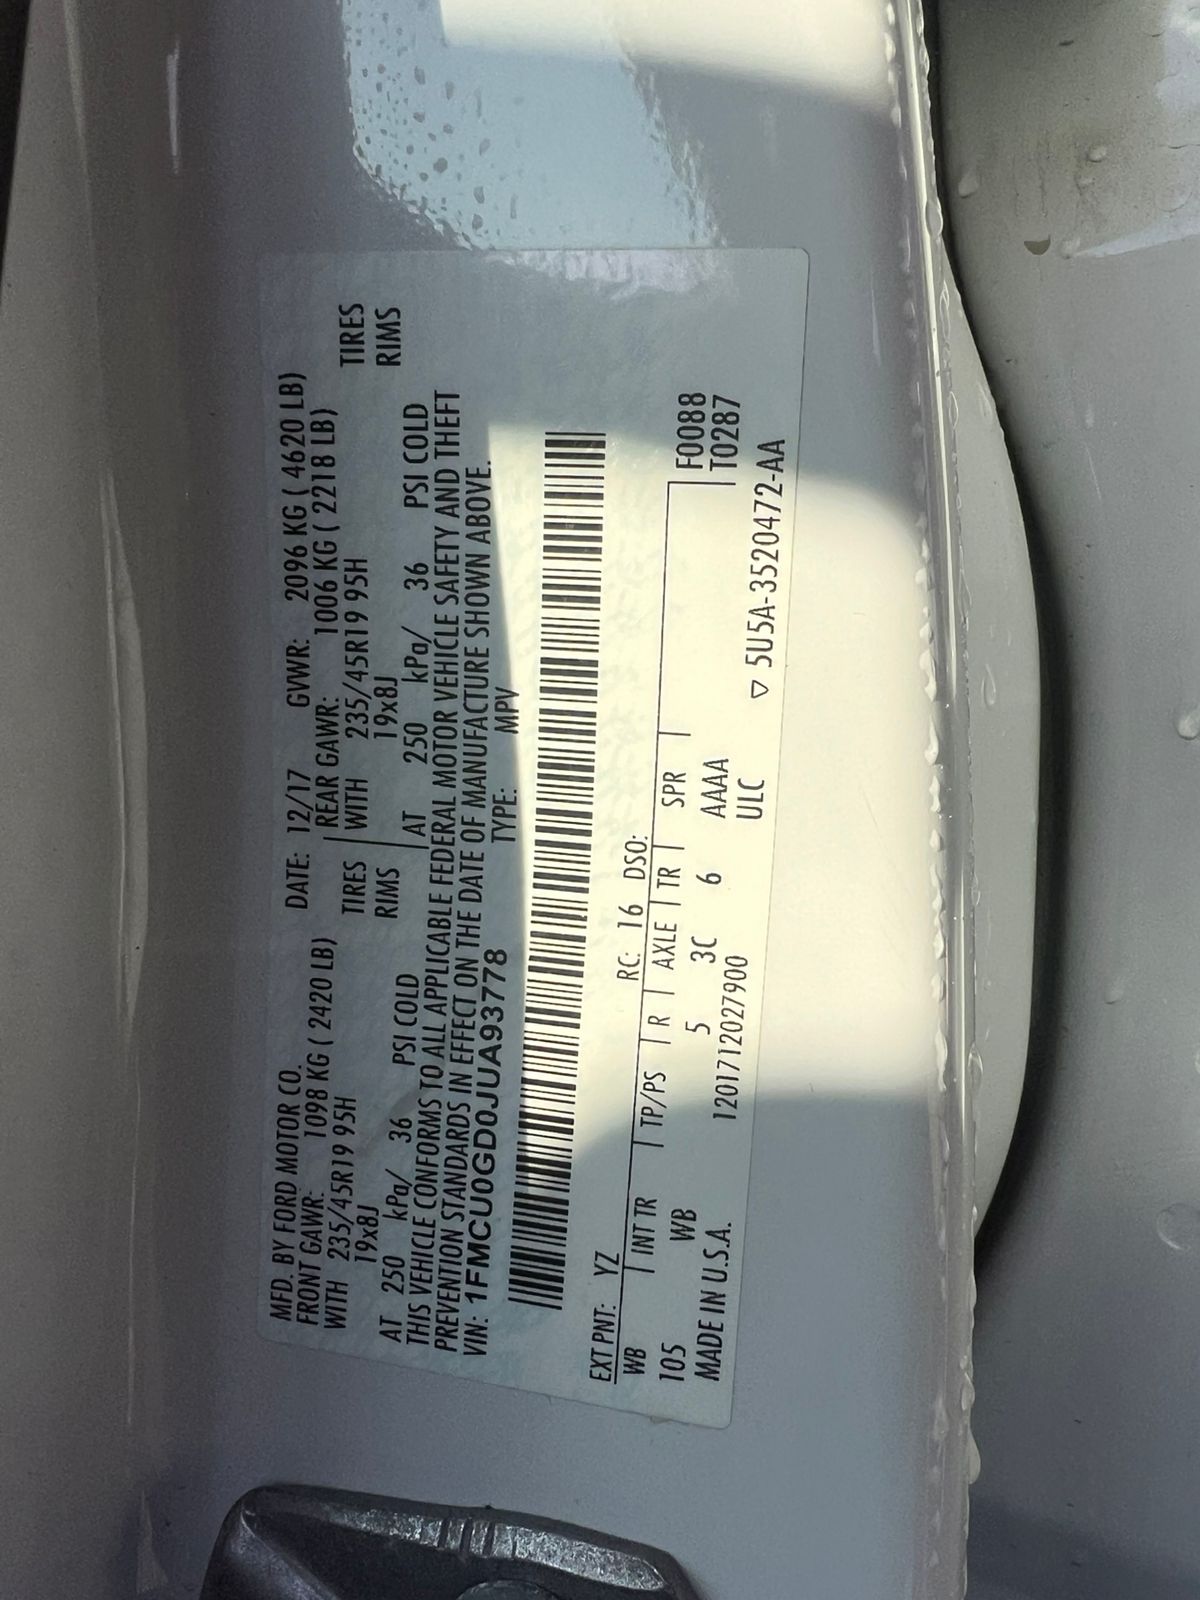 MFD. BY FORD MOTOR CO. DATE: 12/17 GVWR: 2096 KG ( 4620 LB)
FRONT GAWR: 1098 KG ( 2420 LB) REAR GAWR: 1006 KG ( 2218 LB)
WITH 235/45R19 95H TIRES WITH 235/45R19 95H TIRES
19x8J RIMS 19x8J RIMS
AT 250 kPa/ 36 PSI COLD AT 250 kPa/ 36 PSI COLD
THIS VEHICLE CONFORMS TO ALL APPLICABLE FEDERAL MOTOR VEHICLE SAFETY AND THEFT
PREVENTION STANDARDS IN EFFECT ON THE DATE OF MANUFACTURE SHOWN ABOVE.
VIN: 1FMCU0GD0JUA93778 TYPE: MPV
EXT PNT: YZ RC: 16 DSO:
WB INT TR TP/PS R AXLE TR SPR F0088
105 WB 5 3C 6 AAAA T0287
MADE IN U.S.A. 1201712027900 ULC
▽ 5U5A-3520472-AA